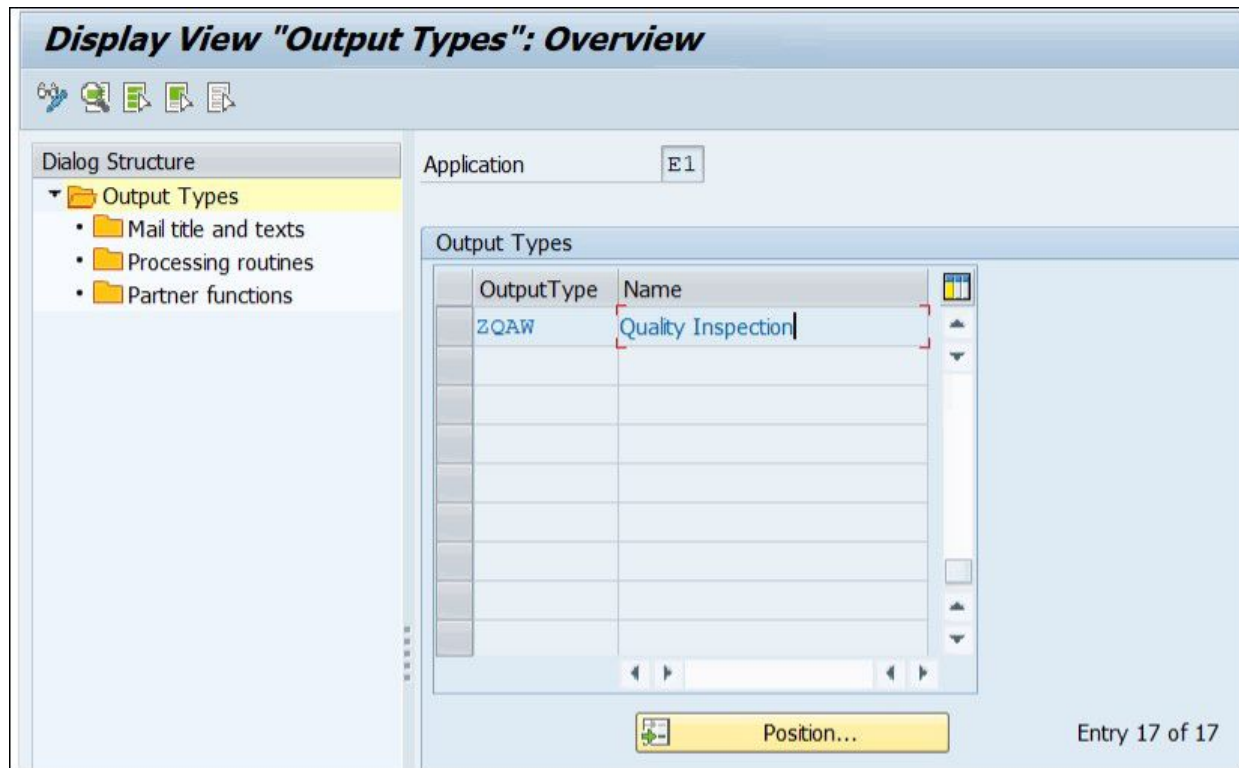 Display View "Output Types": Overview
Dialog Structure
Output Types
Mail title and texts
Processing routines
Partner functions
Application E1
Output Types
OutputType Name
ZQAW Quality Inspection
Position...
Entry 17 of 17